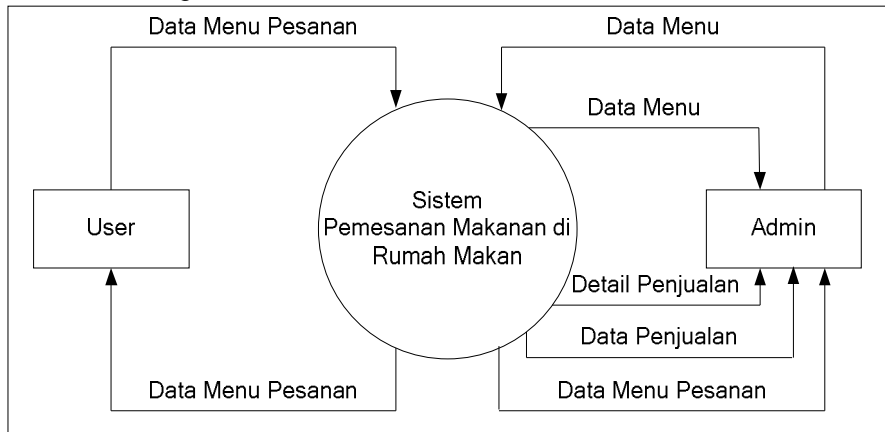 Data Menu Pesanan
Data Menu
Data Menu
User
Sistem
Pemesanan Makanan di
Rumah Makan
Admin
Detail Penjualan
Data Penjualan
Data Menu Pesanan
Data Menu Pesanan